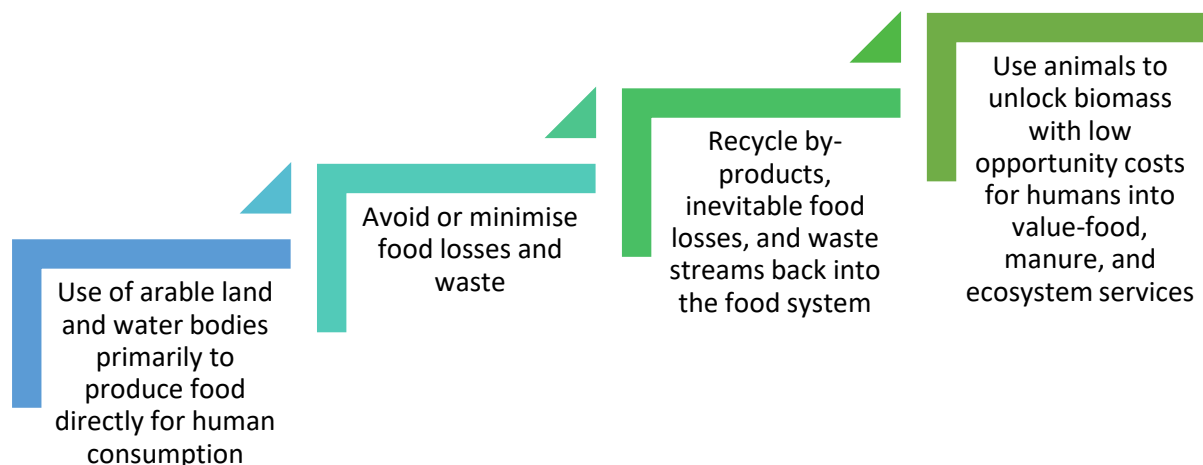 Use of arable land
and water bodies
primarily to
produce food
directly for human
consumption
Avoid or minimise
food losses and
waste
Recycle by-
products,
inevitable food
losses, and waste
streams back into
the food system
Use animals to
unlock biomass
with low
opportunity costs
for humans into
value-food,
manure, and
ecosystem services